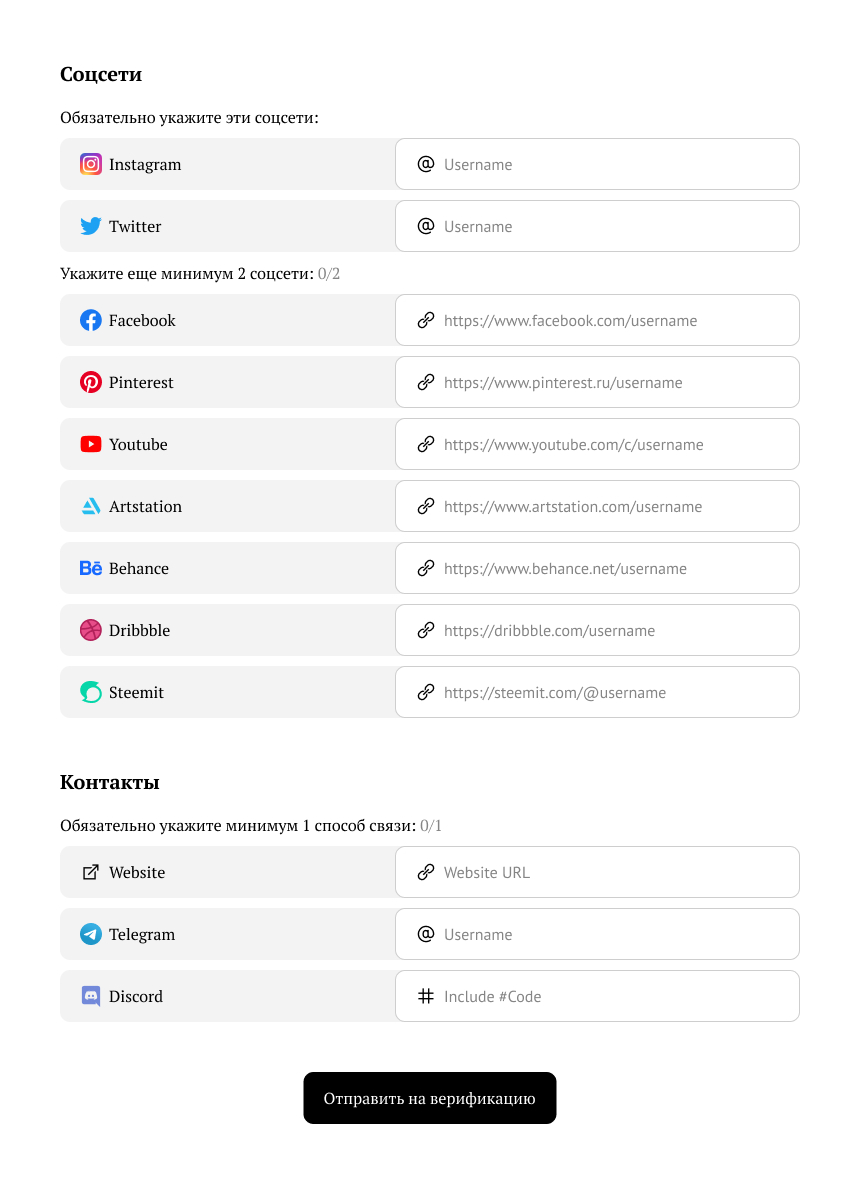 Соцсети
Обязательно укажите эти соцсети:
Instagram @ Username
Twitter @ Username
Укажите еще минимум 2 соцсети: 0/2
Facebook https://www.facebook.com/username
Pinterest https://www.pinterest.ru/username
Youtube https://www.youtube.com/c/username
Artstation https://www.artstation.com/username
Bē Behance https://www.behance.net/username
Dribbble https://dribbble.com/username
Steemit https://steemit.com/@username
Контакты
Обязательно укажите минимум 1 способ связи: 0/1
Website Website URL
Telegram @ Username
Discord # Include #Code
Отправить на верификацию